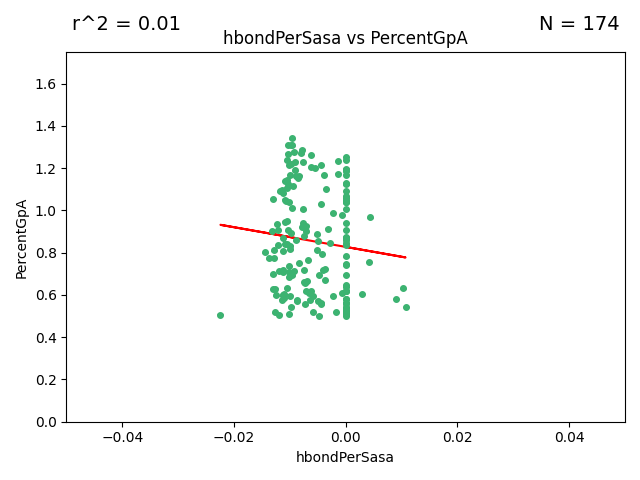 r^2 = 0.01
N = 174
hbondPerSasa vs PercentGpA
1.6
1.4
1.2
1.0
0.8
0.6
0.4
0.2
0.0
PercentGpA
−0.04
−0.02
0.00
0.02
0.04
hbondPerSasa